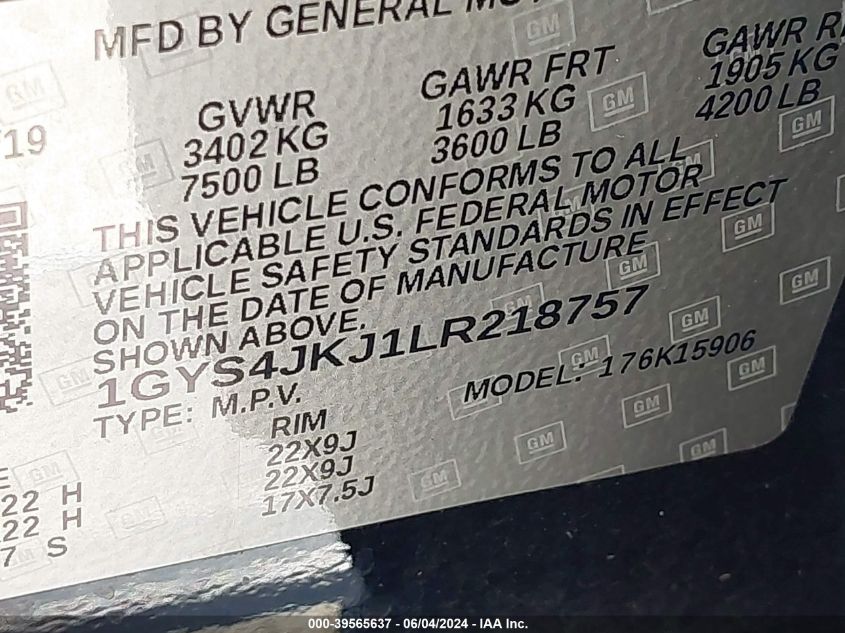 MFD BY GENERAL
GVWR GAWR FRT GAWR
3402 KG 1633 KG 1905 KG
7500 LB 3600 LB 4200 LB
/19
THIS VEHICLE CONFORMS TO ALL
APPLICABLE U.S. FEDERAL MOTOR
VEHICLE SAFETY STANDARDS IN EFFECT
ON THE DATE OF MANUFACTURE
SHOWN ABOVE.
1GYS4JKJ1LR218757
TYPE: M.P.V. MODEL: 176K15906
RIM
22X9J
22 H 22X9J
22 H 17X7.5J
7 S
GM
000-39565637 - 06/04/2024 - IAA Inc.